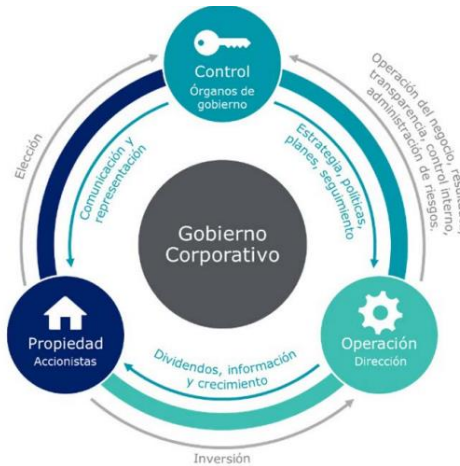 Control
Órganos de
gobierno
Elección
Comunicación y
representación
Estrategia, políticas,
planes, seguimiento
Operación del negocio,
transparencia, control interno,
administración de riesgos.
Gobierno
Corporativo
Propiedad
Accionistas
Operación
Dirección
Dividendos, información
y crecimiento
Inversión